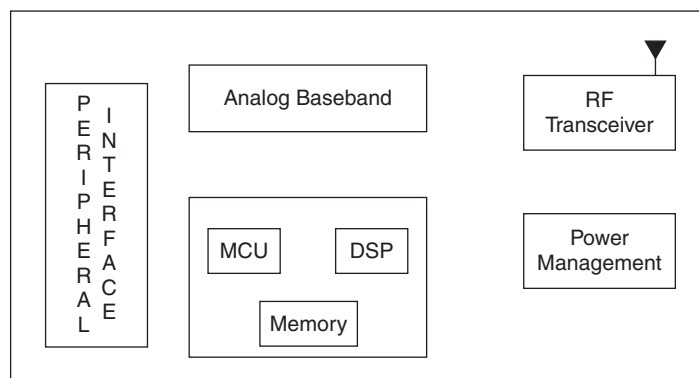 PERIPHERAL
INTERFACE
Analog Baseband
RF
Transceiver
MCU
DSP
Memory
Power
Management